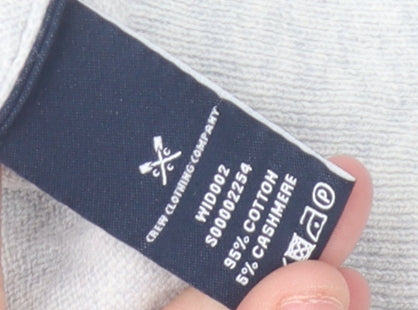 C C C
CREW CLOTHING COMPANY
WID002
S00002254
95% COTTON
5% CASHMERE
P